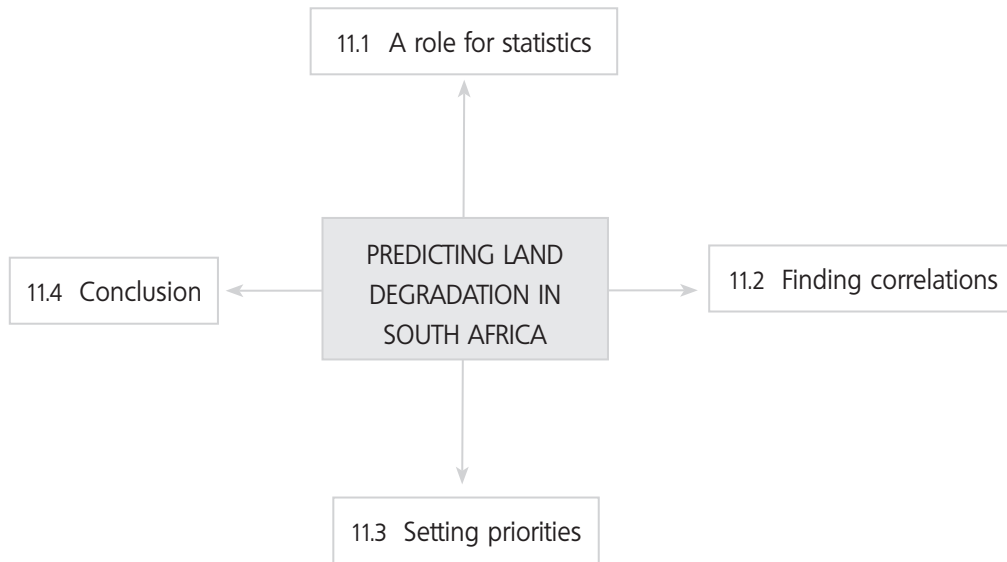 11.1 A role for statistics
PREDICTING LAND
DEGRADATION IN
SOUTH AFRICA
11.2 Finding correlations
11.4 Conclusion
11.3 Setting priorities